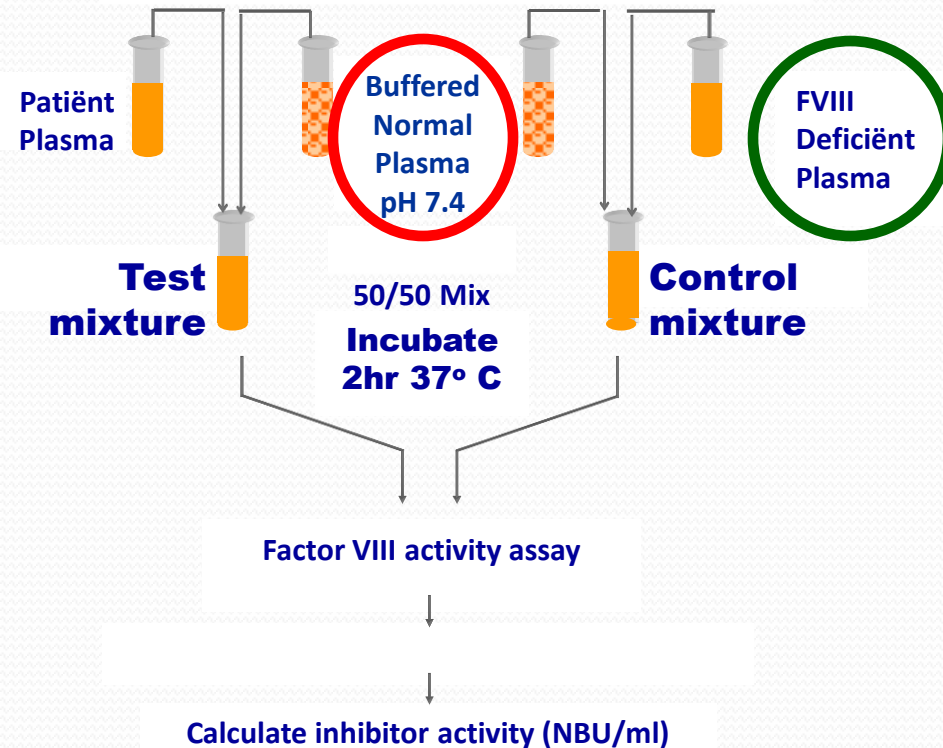 Patiënt
Plasma
Buffered
Normal
Plasma
pH 7.4
FVIII
Deficiënt
Plasma
Test
mixture
50/50 Mix
Incubate
2hr 37º C
Control
mixture
Factor VIII activity assay
Calculate inhibitor activity (NBU/ml)